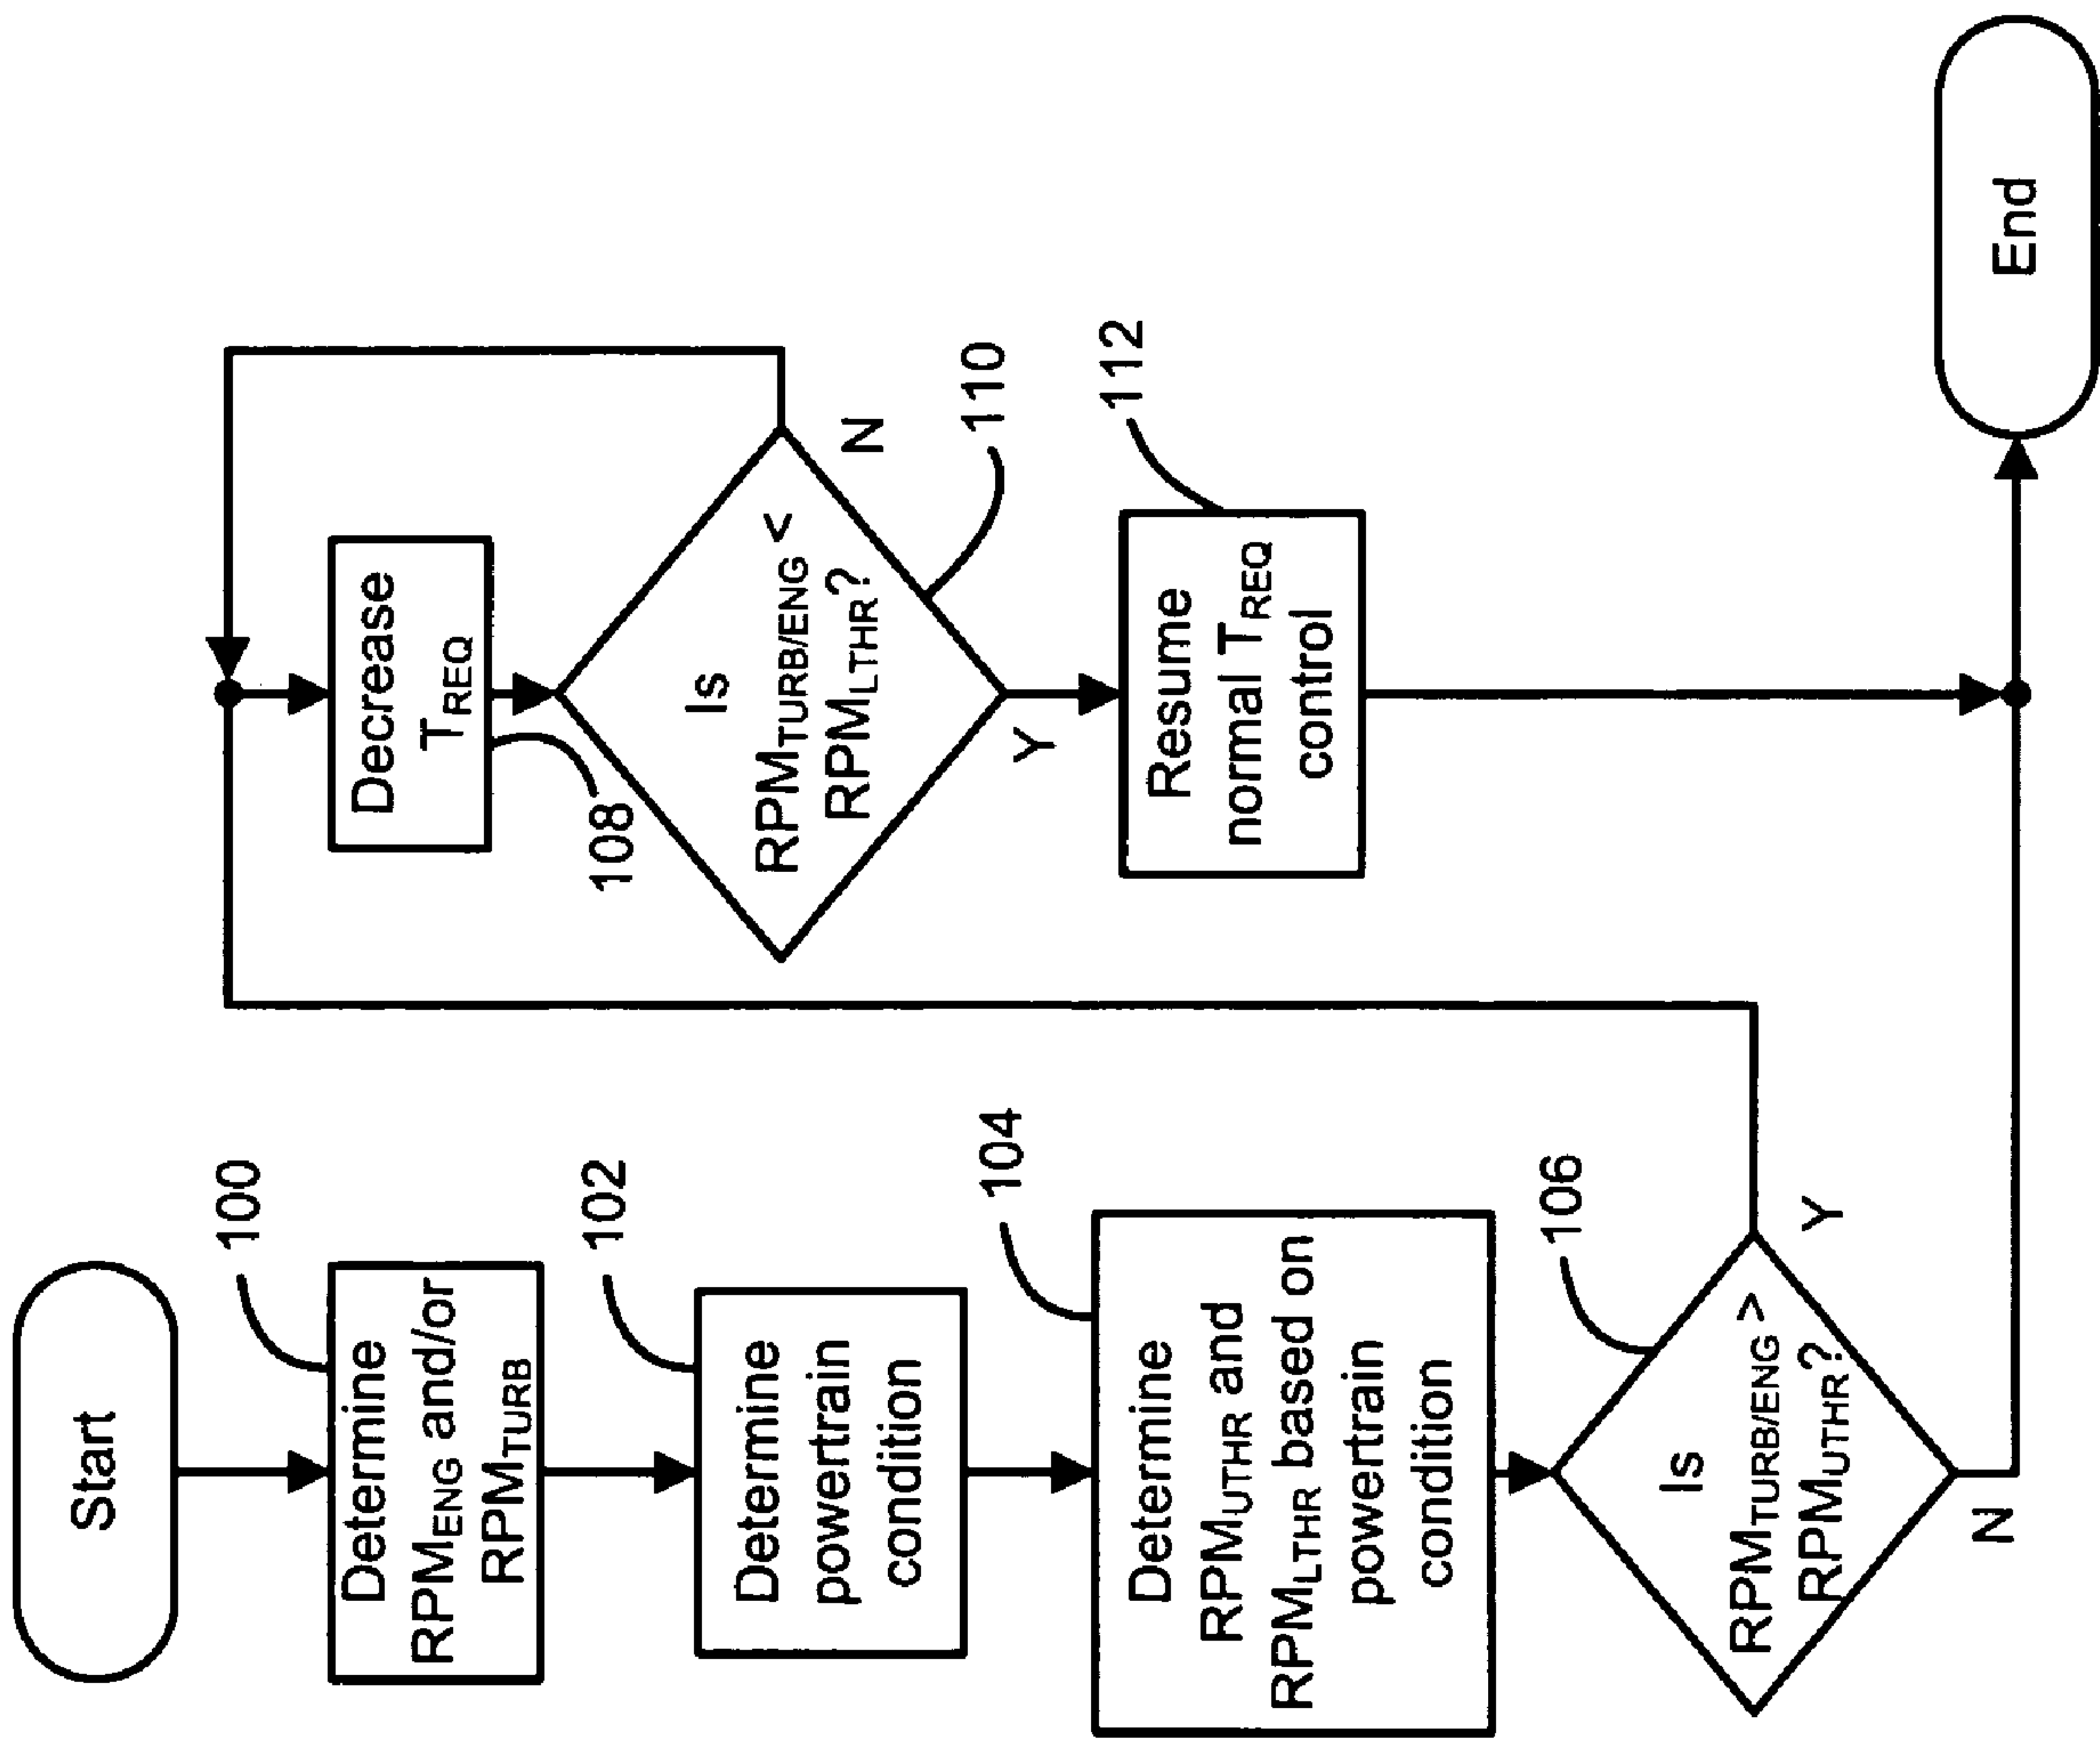 Start
100
Determine
RPMENG and/or
RPMTURB
102
Determine
powertrain
condition
104
Determine
RPMUTHR and
RPMLTHR based on
powertrain
condition
106
Is
RPMTURB/ENG >
RPMUTHR?
Y
N
Decrease
TREQ
108
Is
RPMTURB/ENG <
RPMLTHR?
N
110
Y
112
Resume
normal TREQ
control
End